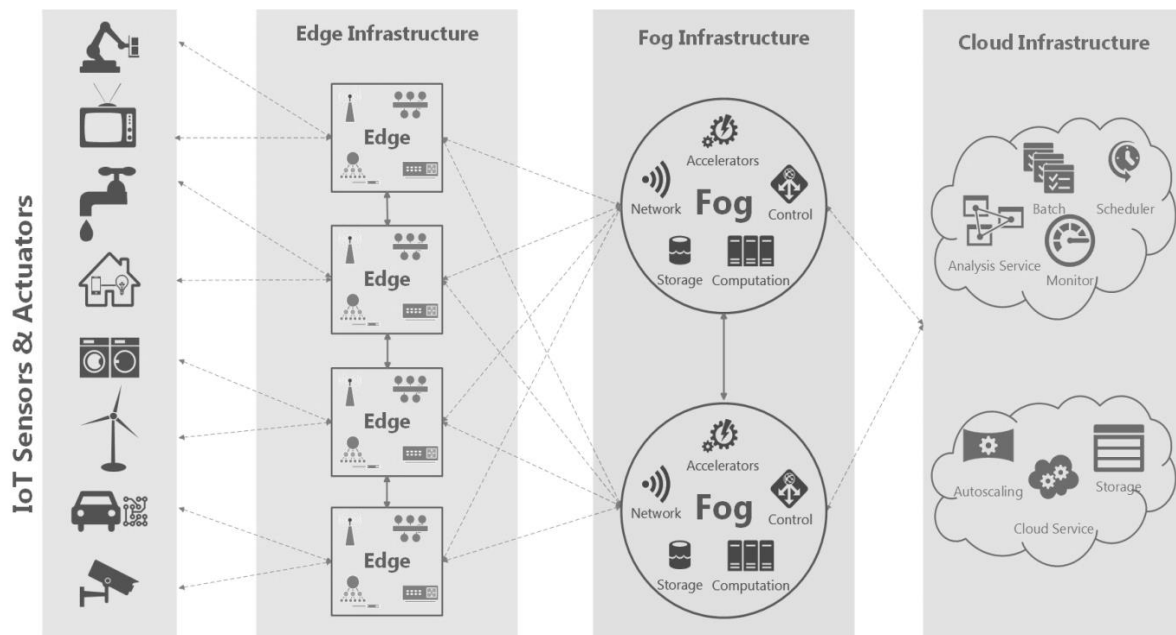 IoT Sensors & Actuators
Edge Infrastructure
Edge
Edge
Edge
Edge
Fog Infrastructure
Accelerators
Network
Fog
Control
Storage
Computation
Accelerators
Network
Fog
Control
Storage
Computation
Cloud Infrastructure
Batch
Scheduler
Analysis Service
Monitor
Autoscaling
Storage
Cloud Service